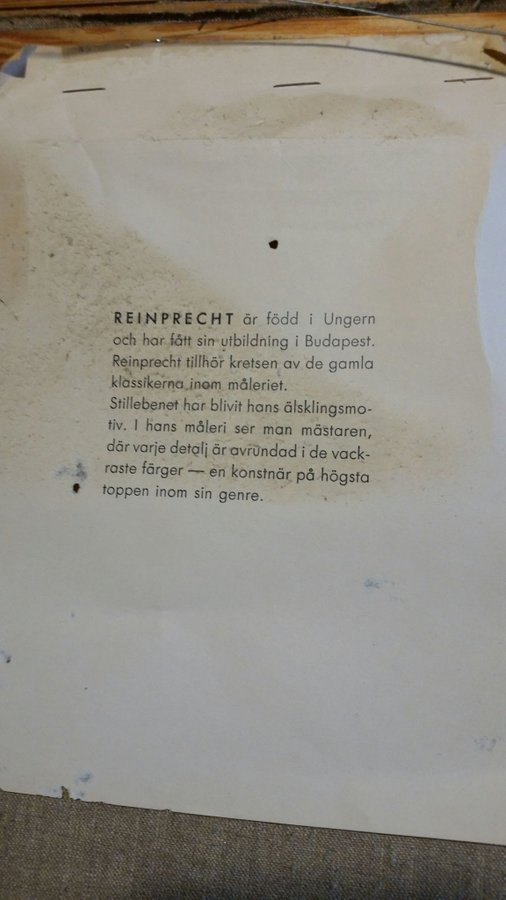 REINPRECHT är född i Ungern
och har fått sin utbildning i Budapest.
Reinprecht tillhör kretsen av de gamla
klassikerna inom måleriet.
Stillebenet har blivit hans älsklingsmo-
tiv. I hans måleri ser man mästaren,
där varje detalj är avrundad i de vack-
raste färger — en konstnär på högsta
toppen inom sin genre.